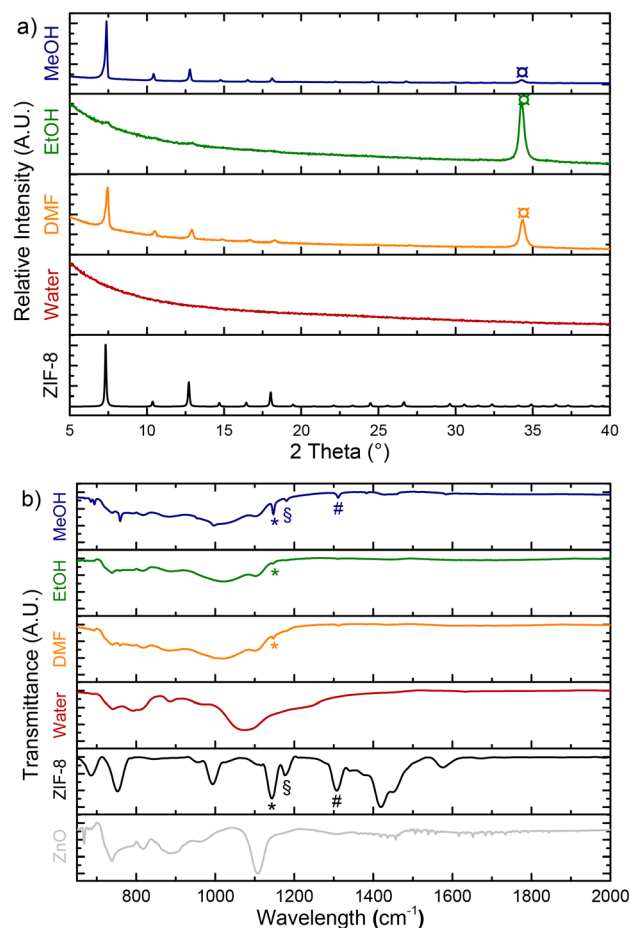 a)
Relative Intensity (A.U.)
MeOH
¤
EtOH
¤
DMF
¤
Water
ZIF-8
5 10 15 20 25 30 35 40
2 Theta (°)
b)
Transmittance (A.U.)
MeOH
* § #
EtOH
*
DMF
*
Water
ZIF-8
* § #
ZnO
800 1000 1200 1400 1600 1800 2000
Wavelength (cm⁻¹)